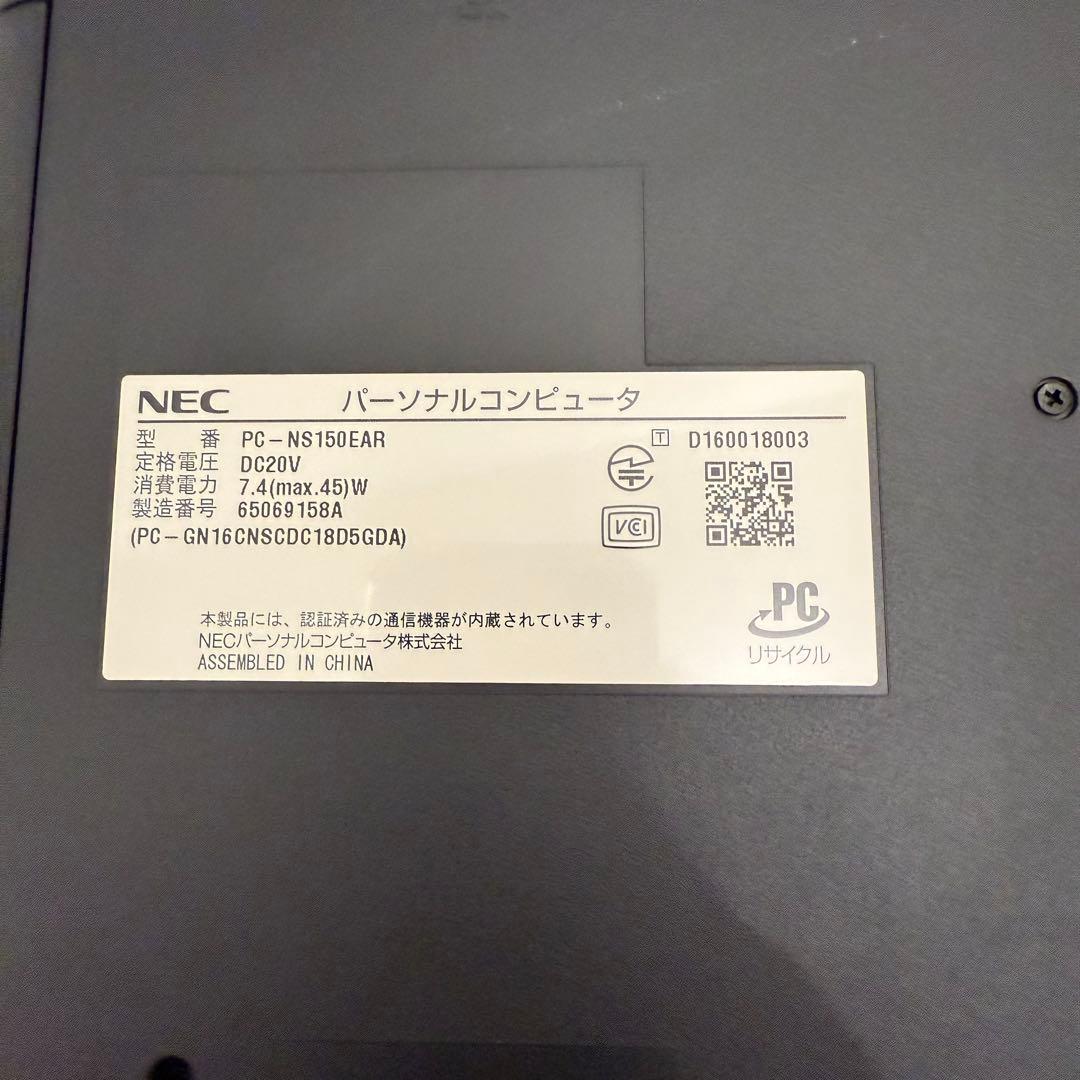 NEC パーソナルコンピュータ
型 番 PC-NS150EAR
定格電圧 DC20V
消費電力 7.4(max.45)W
製造番号 65069158A
(PC-GN16CNSCDC18D5GDA)
T D160018003
VCI
本製品には、認証済みの通信機器が内蔵されています。
NECパーソナルコンピュータ株式会社
ASSEMBLED IN CHINA
PC
リサイクル